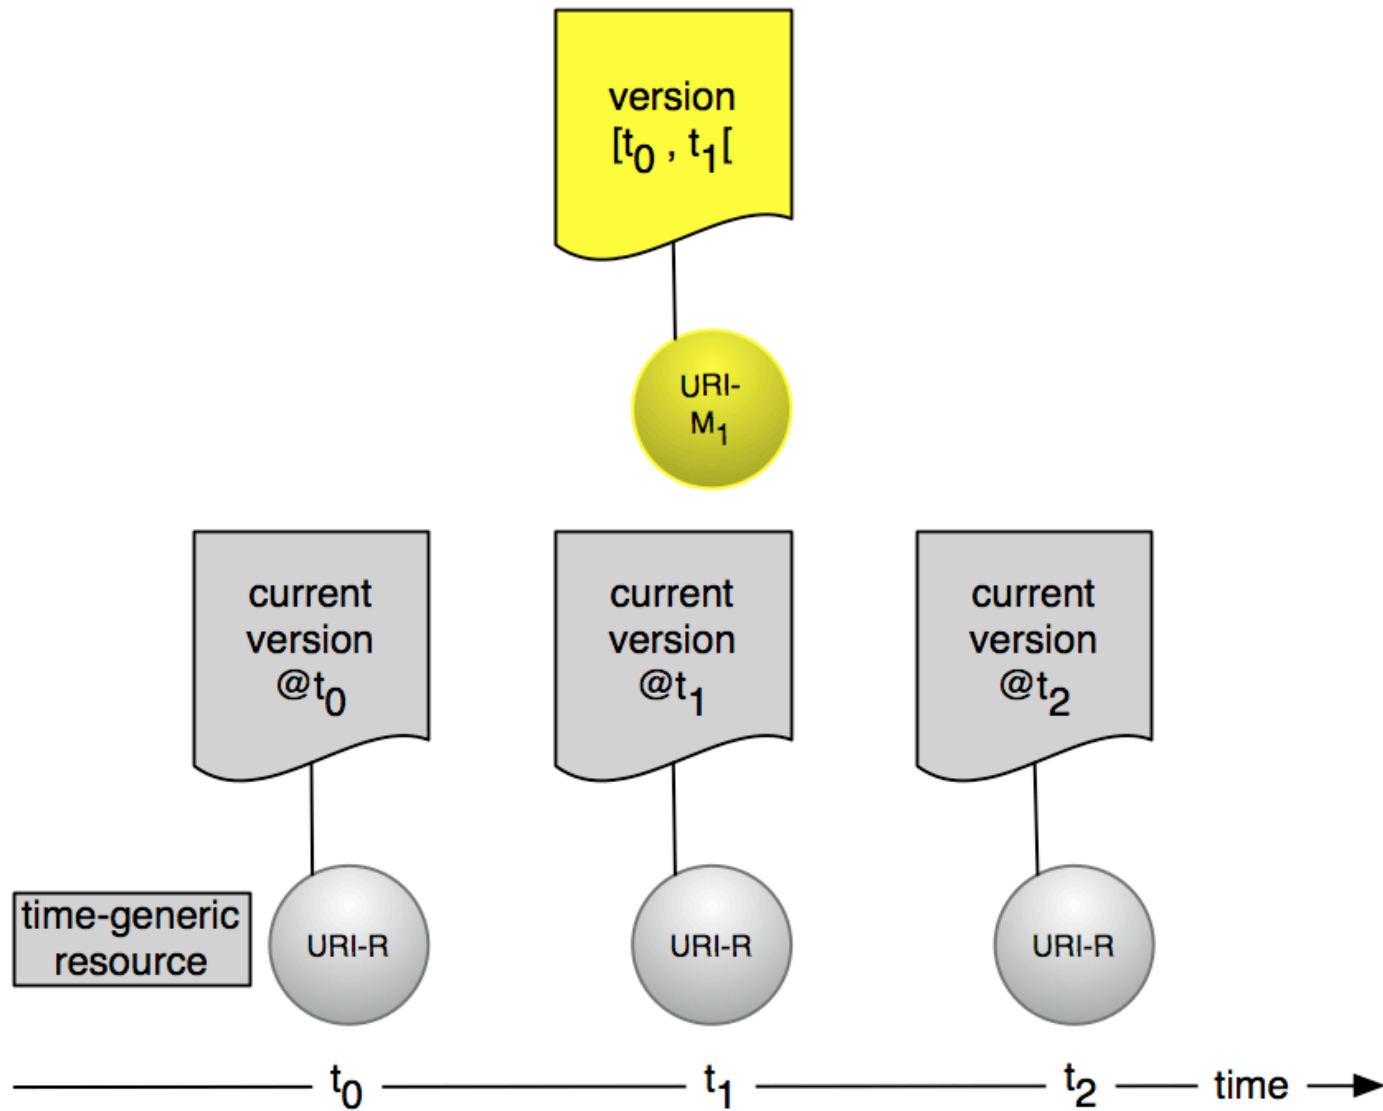 version
[t0 , t1[
URI-
M1
current
version
@t0
current
version
@t1
current
version
@t2
time-generic
resource
URI-R
URI-R
URI-R
t0
t1
t2
time